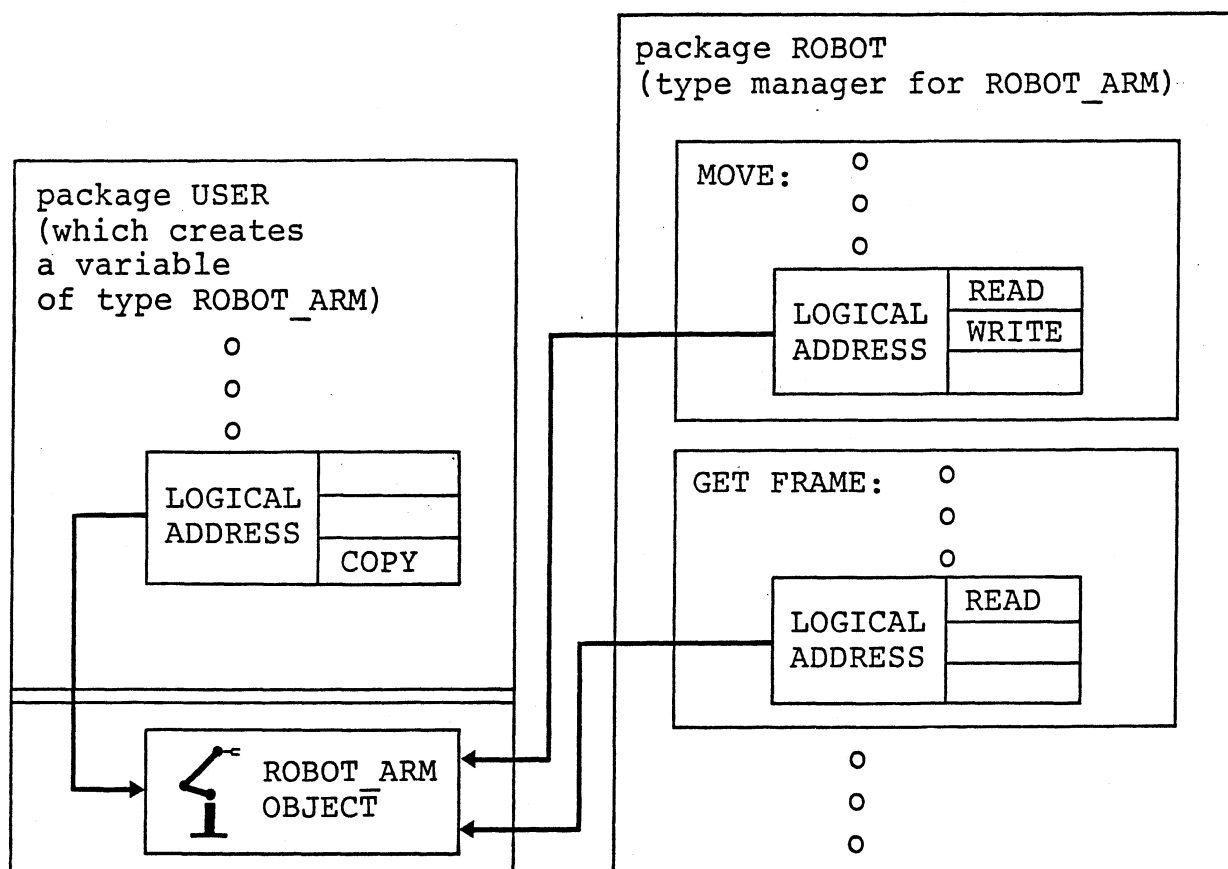 package ROBOT
(type manager for ROBOT_ARM)
MOVE:
o
o
o
LOGICAL
ADDRESS
READ
WRITE
GET FRAME:
o
o
o
LOGICAL
ADDRESS
READ
o
o
o
package USER
(which creates
a variable
of type ROBOT_ARM)
o
o
o
LOGICAL
ADDRESS
COPY
ROBOT_ARM
OBJECT